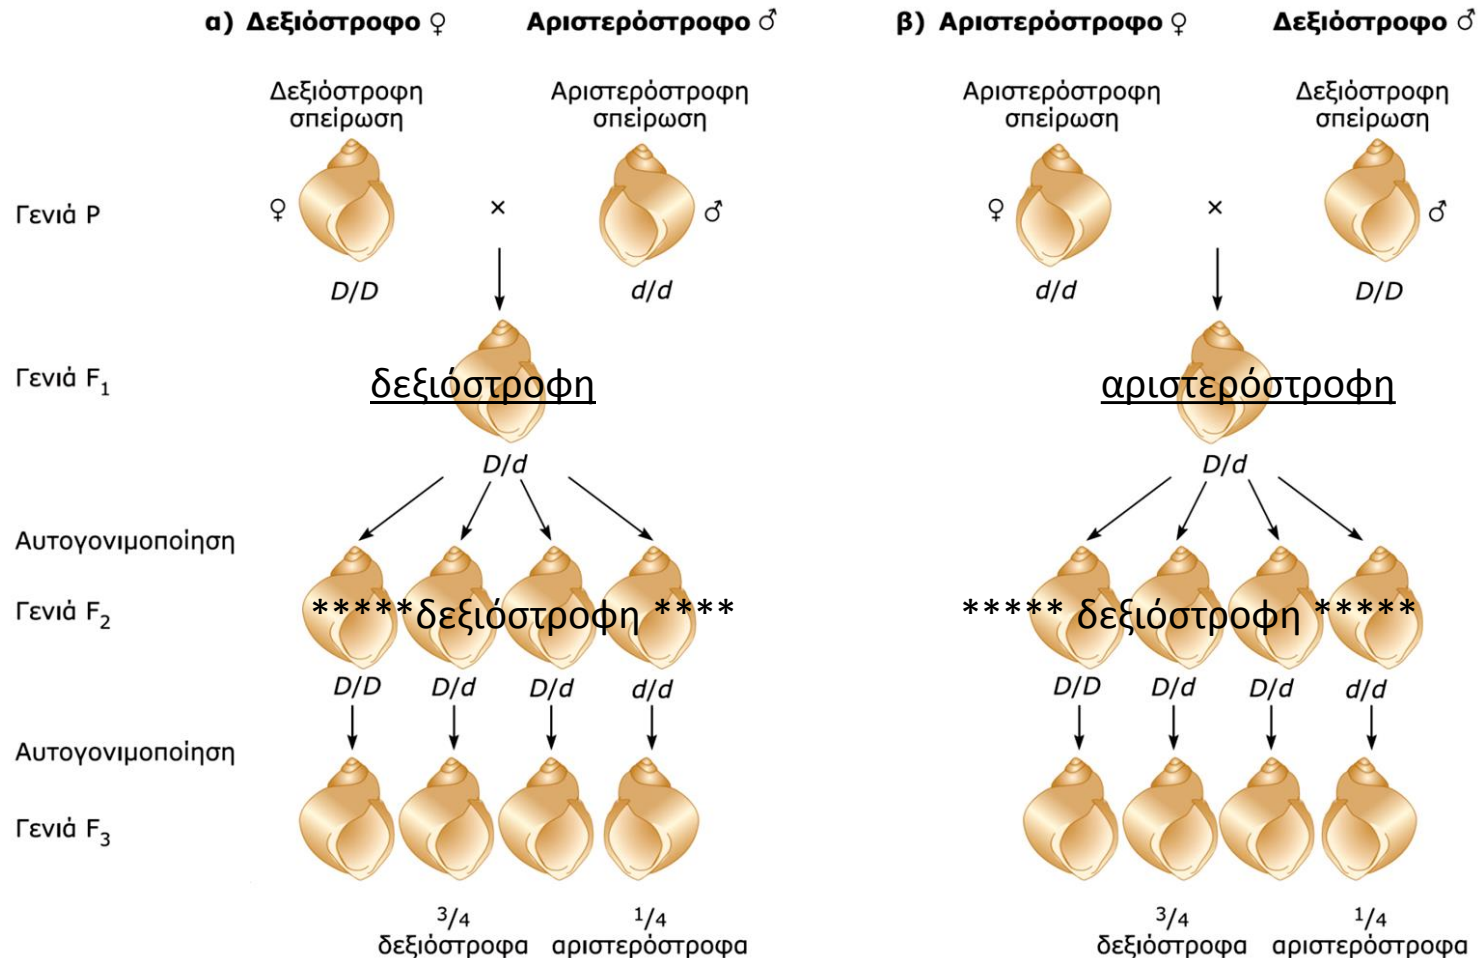 α) Δεξιόστροφο ♀ Αριστερόστροφο ♂
Δεξιόστροφη σπείρωση
Αριστερόστροφη σπείρωση
Γενιά P
♀ × ♂
D/D d/d
Γενιά F1
δεξιόστροφη
D/d
Αυτογονιμοποίηση
Γενιά F2
*****δεξιόστροφη ****
D/D D/d D/d d/d
Αυτογονιμοποίηση
Γενιά F3
3/4 δεξιόστροφα
1/4 αριστερόστροφα
β) Αριστερόστροφο ♀ Δεξιόστροφο ♂
Αριστερόστροφη σπείρωση
Δεξιόστροφη σπείρωση
♀ × ♂
d/d D/D
αριστερόστροφη
D/d
***** δεξιόστροφη *****
D/D D/d D/d d/d
3/4 δεξιόστροφα
1/4 αριστερόστροφα